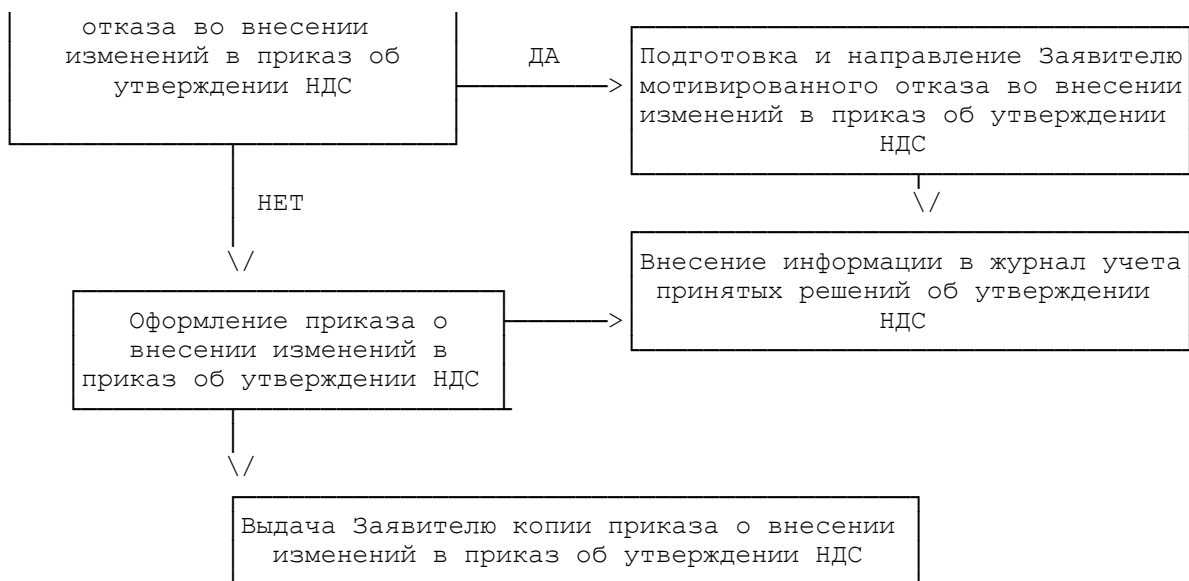 отказа во внесении
изменений в приказ об
утверждении НДС
ДА
Подготовка и направление Заявителю
мотивированного отказа во внесении
изменений в приказ об утверждении
НДС
НЕТ
Внесение информации в журнал учета
принятых решений об утверждении
НДС
Оформление приказа о
внесении изменений в
приказ об утверждении НДС
Выдача Заявителю копии приказа о внесении
изменений в приказ об утверждении НДС